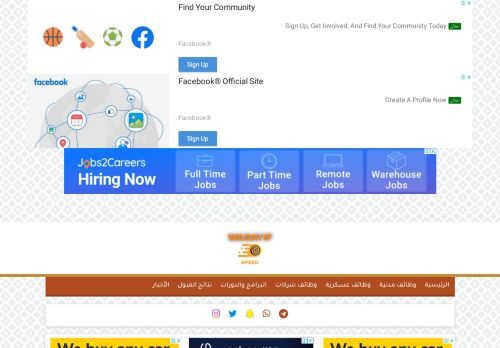 Find Your Community
Sign Up, Get Involved, And Find Your Community Today
Facebook®
Sign Up
facebook
Facebook® Official Site
Create A Profile Now
Facebook®
Sign Up
Jobs2Careers
Hiring Now
Full Time
Jobs
Part Time
Jobs
Remote
Jobs
Warehouse
Jobs
SPEED
الرئيسية
وظائف مدنية
وظائف عسكرية
وظائف شركات
البرامج والدورات
نتائج القبول
الأخبار
We buy any car
We buy any car